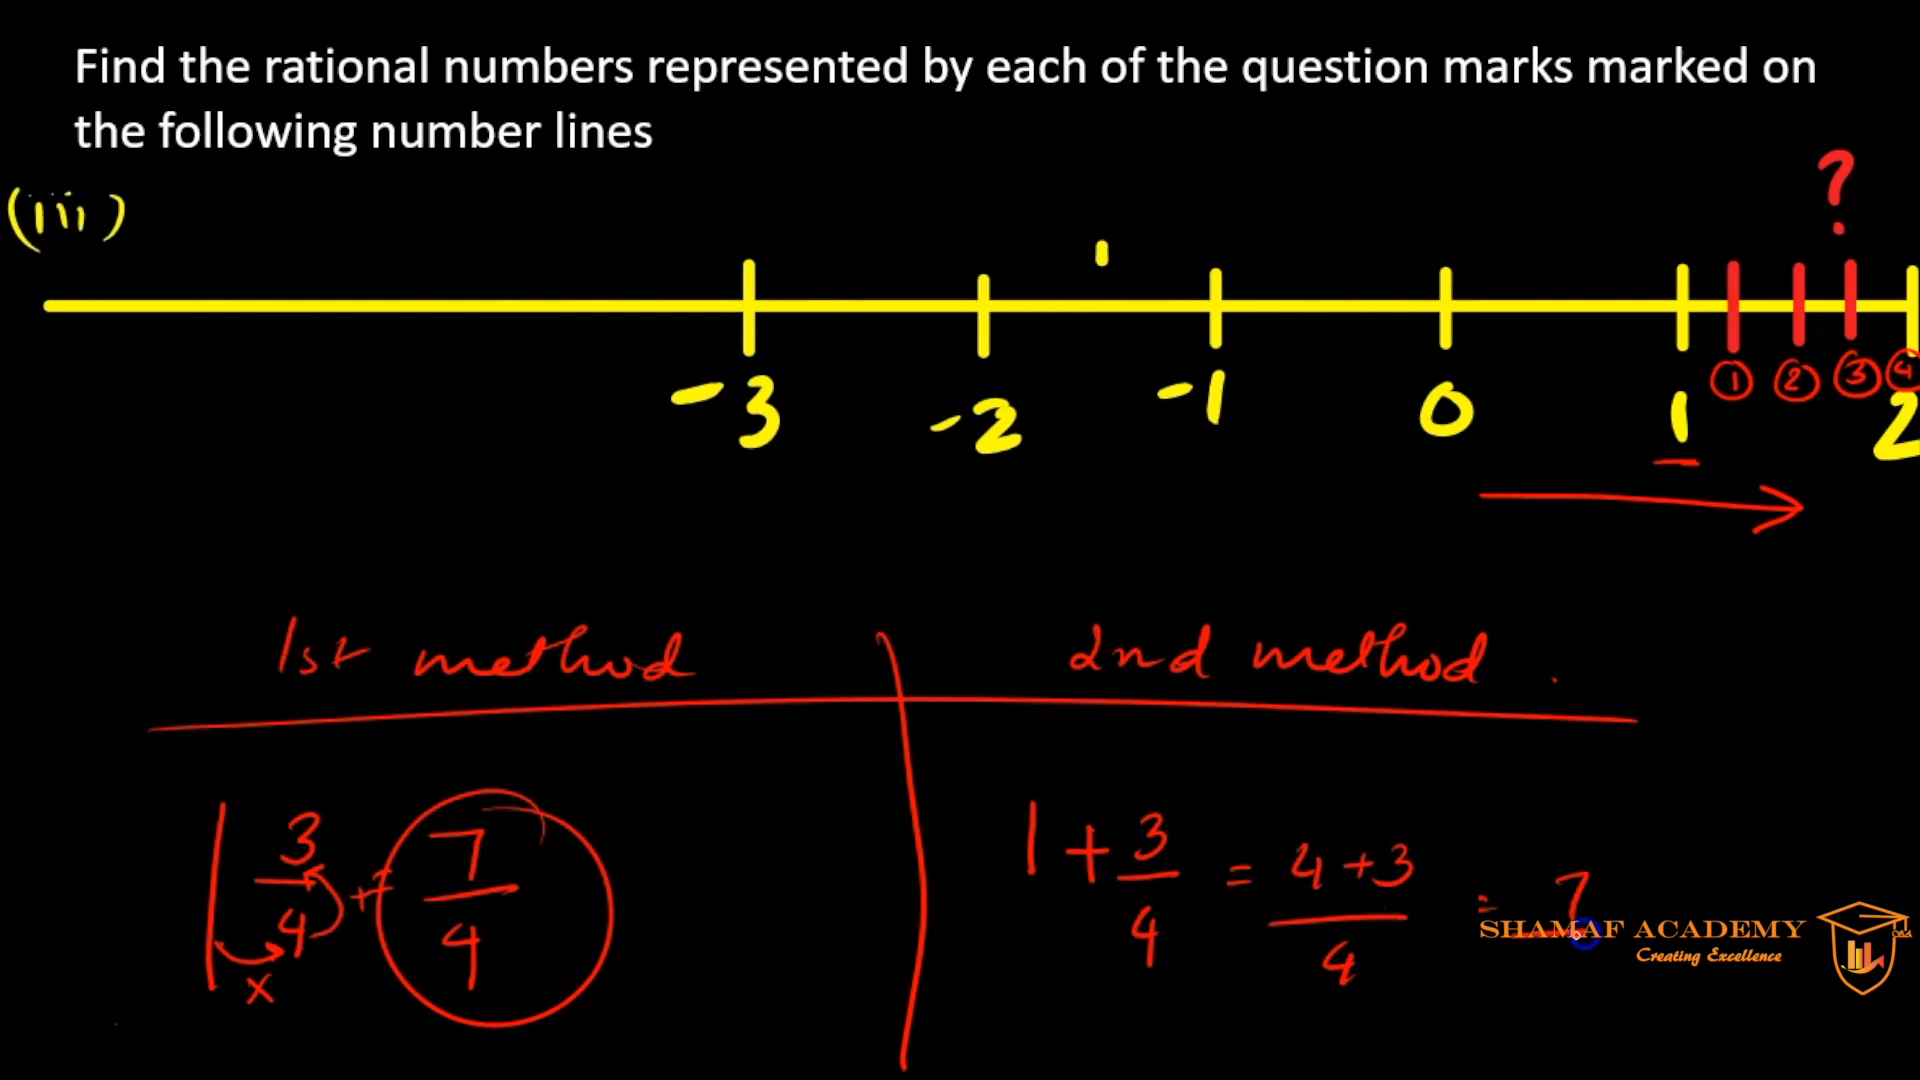 Find the rational numbers represented by each of the question marks marked on
the following number lines
?
(iii)
1 2 3 4
-3 -2 -1 0 1 2
1st method 2nd method .
1 3/4 = 7/4
1 + 3/4 = 4+3/4 = 7
x
SHAMAF ACADEMY
Creating Excellence